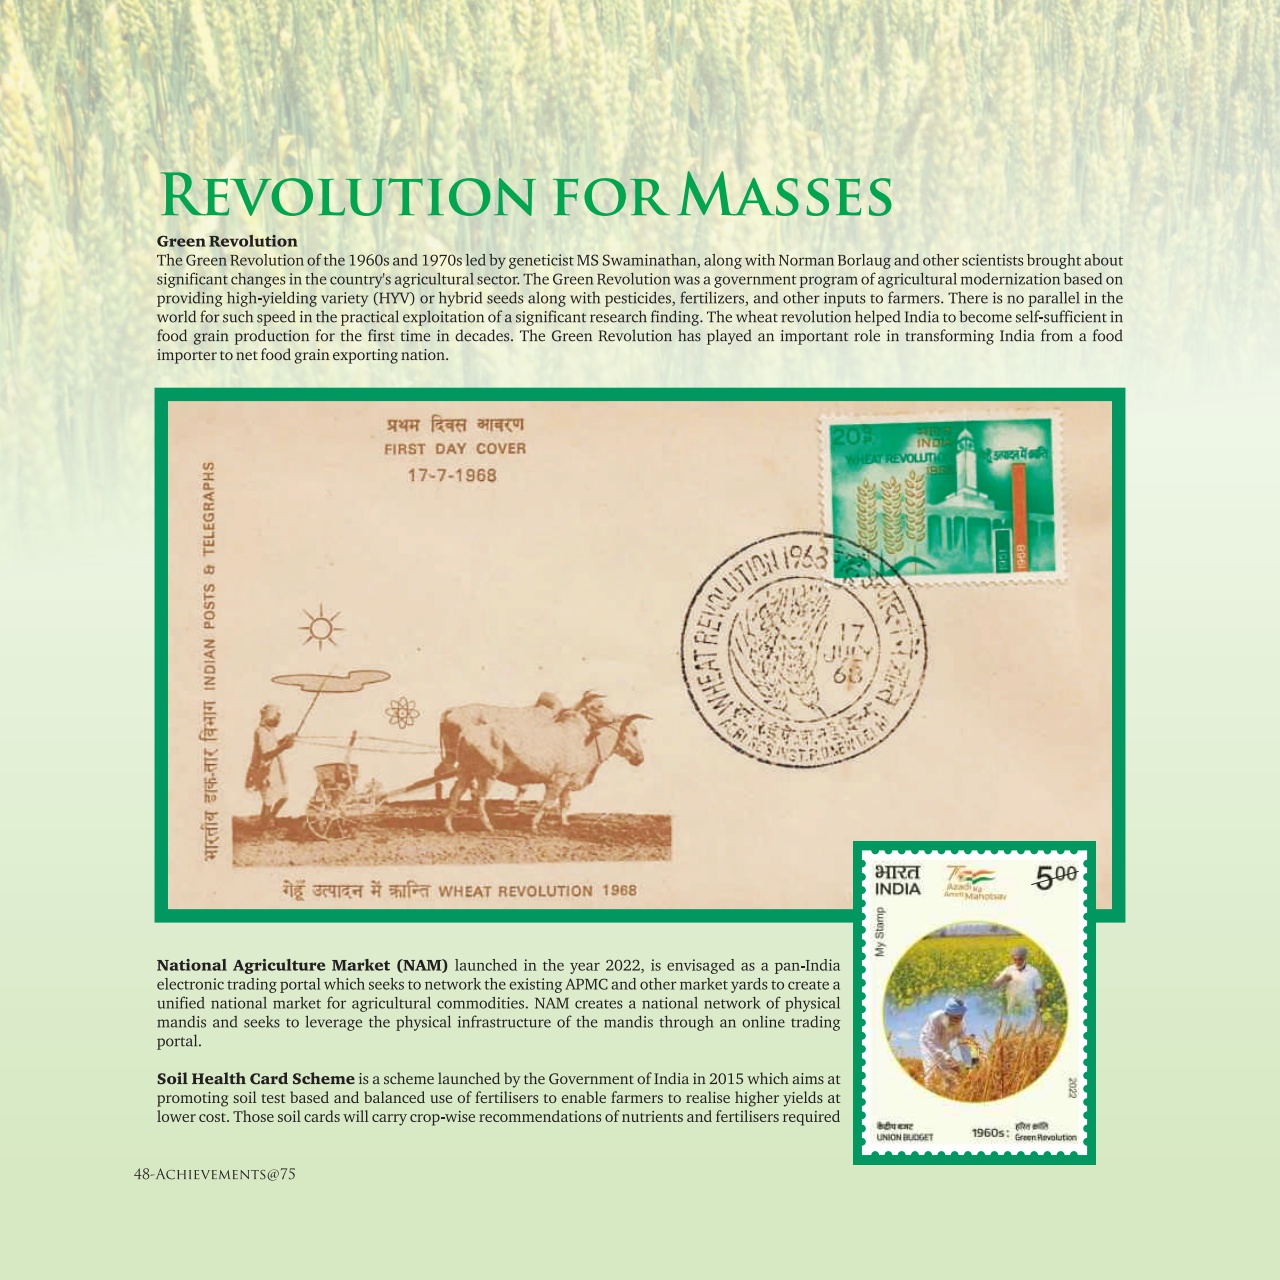 REVOLUTION FOR MASSES
Green Revolution
The Green Revolution of the 1960s and 1970s led by geneticist MS Swaminathan, along with Norman Borlaug and other scientists brought about
significant changes in the country's agricultural sector. The Green Revolution was a government program of agricultural modernization based on
providing high-yielding variety (HYV) or hybrid seeds along with pesticides, fertilizers, and other inputs to farmers. There is no parallel in the
world for such speed in the practical exploitation of a significant research finding. The wheat revolution helped India to become self-sufficient in
food grain production for the first time in decades. The Green Revolution has played an important role in transforming India from a food
importer to net food grain exporting nation.
प्रथम दिवस आवरण
FIRST DAY COVER
17-7-1968
भारतीय डाक-तार विभाग INDIAN POSTS & TELEGRAPHS
20
भारत
INDIA
WHEAT REVOLUTION
1968
गेहूँ उत्पादन में क्रान्ति
1951
1968
WHEAT REVOLUTION 1968
17
JULY
68
NEW DELHI
गेहूँ उत्पादन में क्रान्ति WHEAT REVOLUTION 1968
भारत
INDIA
75
Azadi Ka
Amrit Mahotsav
5.00
My Stamp
2022
केंद्रीय बजट
UNION BUDGET
1960s:
हरित क्रांति
Green Revolution
National Agriculture Market (NAM) launched in the year 2022, is envisaged as a pan-India
electronic trading portal which seeks to network the existing APMC and other market yards to create a
unified national market for agricultural commodities. NAM creates a national network of physical
mandis and seeks to leverage the physical infrastructure of the mandis through an online trading
portal.
Soil Health Card Scheme is a scheme launched by the Government of India in 2015 which aims at
promoting soil test based and balanced use of fertilisers to enable farmers to realise higher yields at
lower cost. Those soil cards will carry crop-wise recommendations of nutrients and fertilisers required
48-ACHIEVEMENTS@75